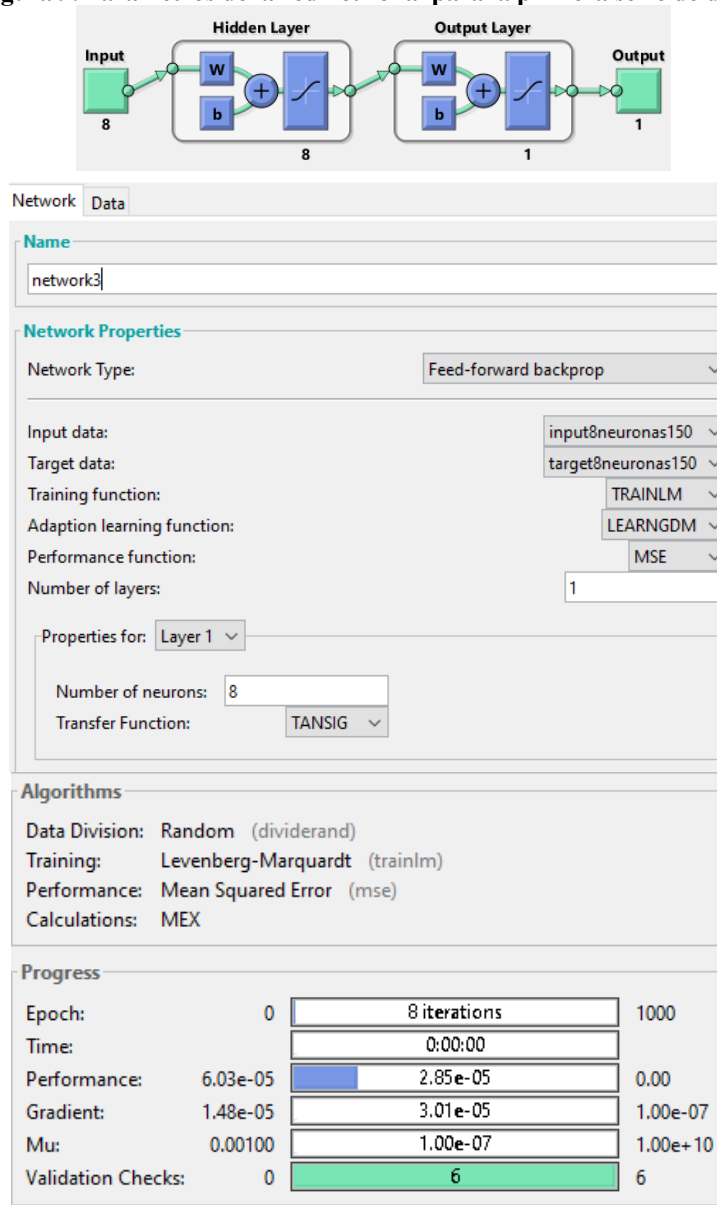 Hidden Layer Output Layer
Input Output
W W
+ +
b b
8 8 1 1
Network Data
Name
network3
Network Properties
Network Type: Feed-forward backprop
Input data: input8neuronas150
Target data: target8neuronas150
Training function: TRAINLM
Adaption learning function: LEARNGDM
Performance function: MSE
Number of layers: 1
Properties for: Layer 1
Number of neurons: 8
Transfer Function: TANSIG
Algorithms
Data Division: Random (dividerand)
Training: Levenberg-Marquardt (trainlm)
Performance: Mean Squared Error (mse)
Calculations: MEX
Progress
Epoch: 0 8 iterations 1000
Time: 0:00:00
Performance: 6.03e-05 2.85e-05 0.00
Gradient: 1.48e-05 3.01e-05 1.00e-07
Mu: 0.00100 1.00e-07 1.00e+10
Validation Checks: 0 6 6